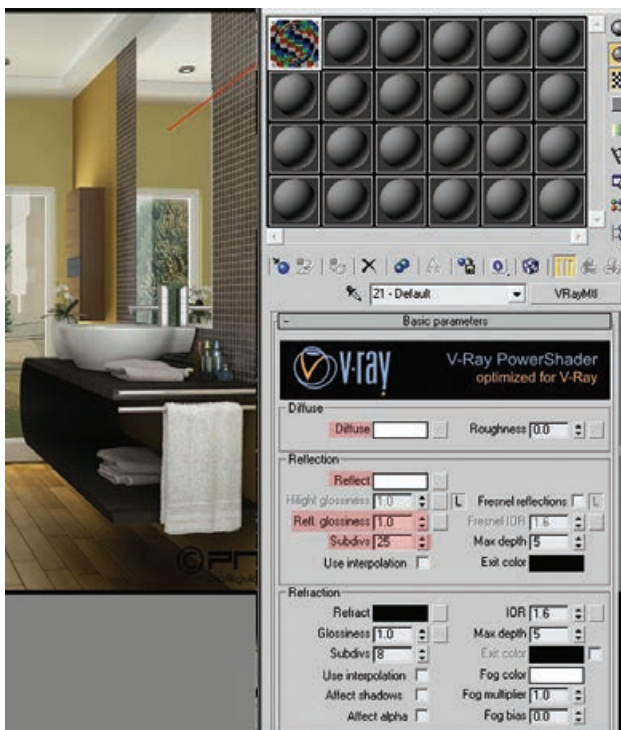 21 - Default
VRayMtl
- Basic parameters
V·ray
V-Ray PowerShader
optimized for V-Ray
Diffuse
Diffuse
Roughness 0.0
Reflection
Reflect
Hilight glossiness 1.0 L
Fresnel reflections L
Refl. glossiness 1.0
Fresnel IOR 1.6
Subdivs 25
Max depth 5
Use interpolation
Exit color
Refraction
Refract
IOR 1.6
Glossiness 1.0
Max depth 5
Subdivs 8
Exit color
Use interpolation
Fog color
Affect shadows
Fog multiplier 1.0
Affect alpha
Fog bias 0.0